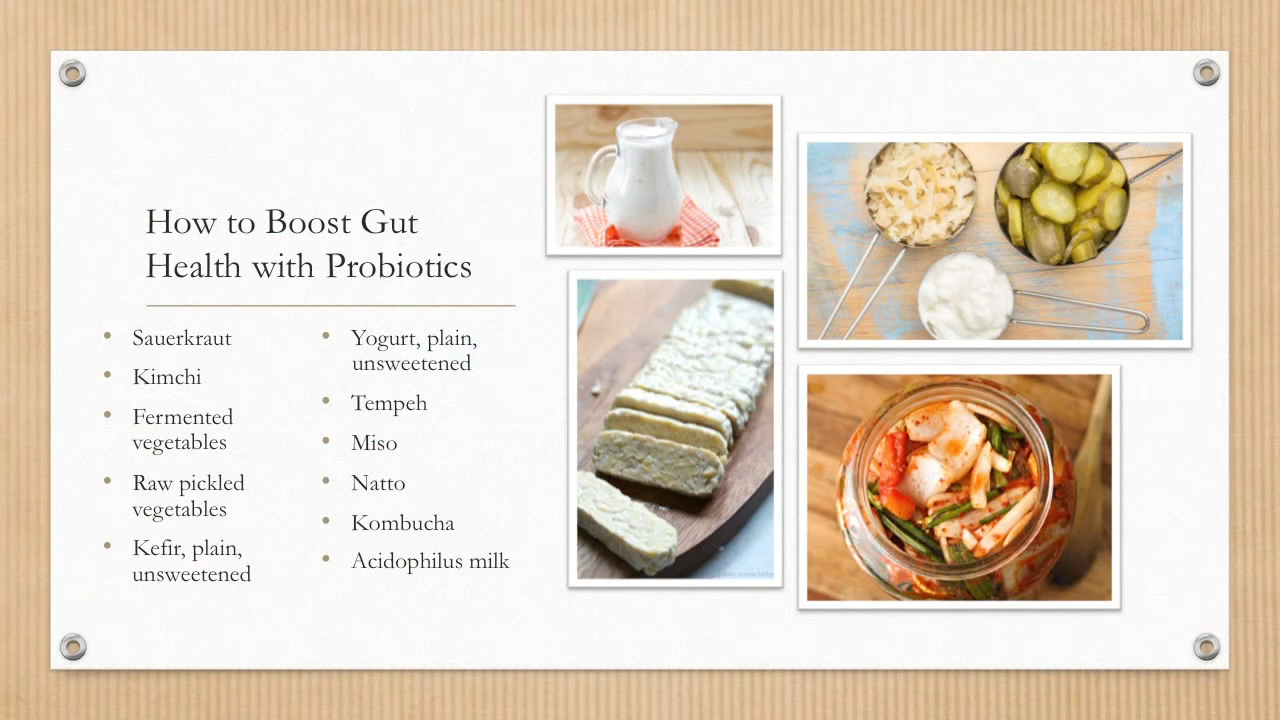 How to Boost Gut
Health with Probiotics
• Sauerkraut
• Kimchi
• Fermented
vegetables
• Raw pickled
vegetables
• Kefir, plain,
unsweetened
• Yogurt, plain,
unsweetened
• Tempeh
• Miso
• Natto
• Kombucha
• Acidophilus milk